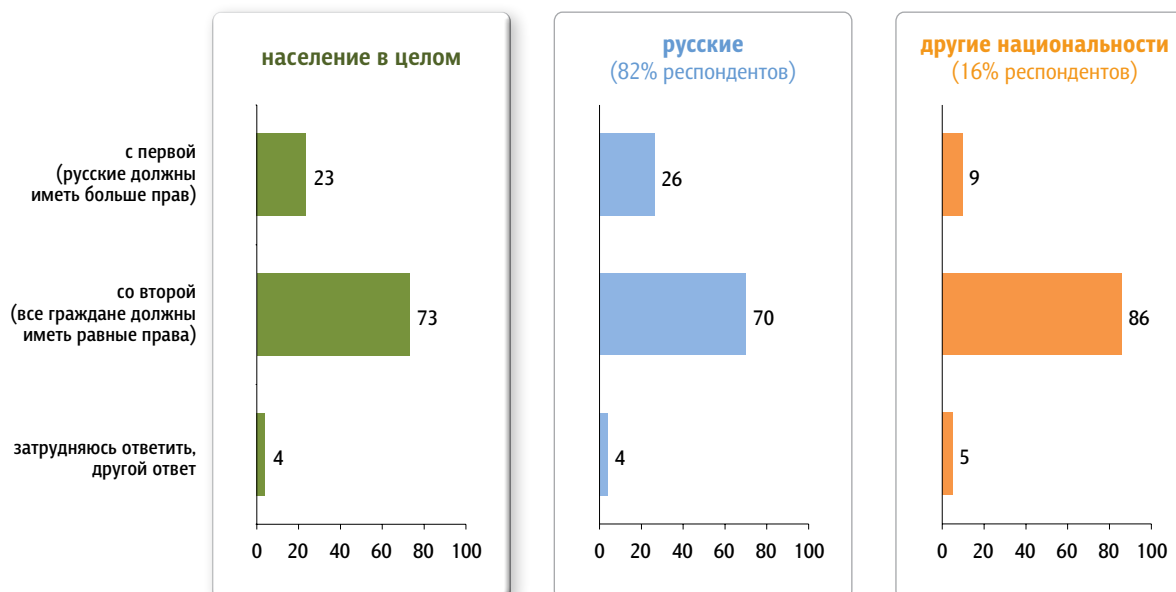 население в целом
русские
(82% респондентов)
другие национальности
(16% респондентов)
с первой
(русские должны
иметь больше прав)
23
26
9
со второй
(все граждане должны
иметь равные права)
73
70
86
затрудняюсь ответить,
другой ответ
4
4
5
0 20 40 60 80 100
0 20 40 60 80 100
0 20 40 60 80 100